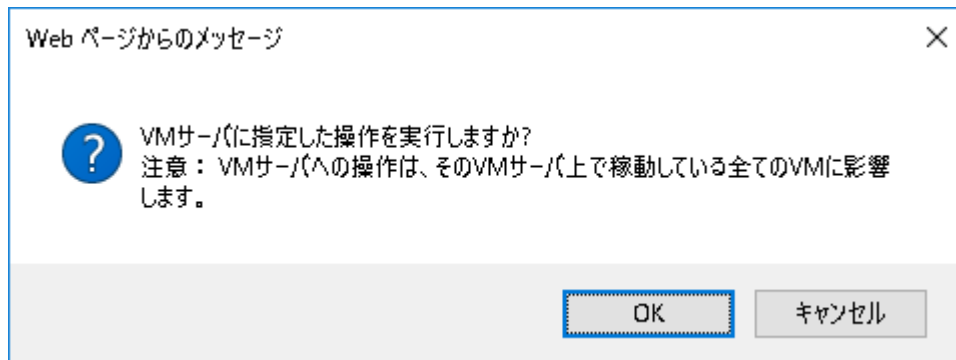 Web ページからのメッセージ
VMサーバに指定した操作を実行しますか?
注意： VMサーバへの操作は、そのVMサーバ上で稼動している全てのVMに影響
します。
OK
キャンセル